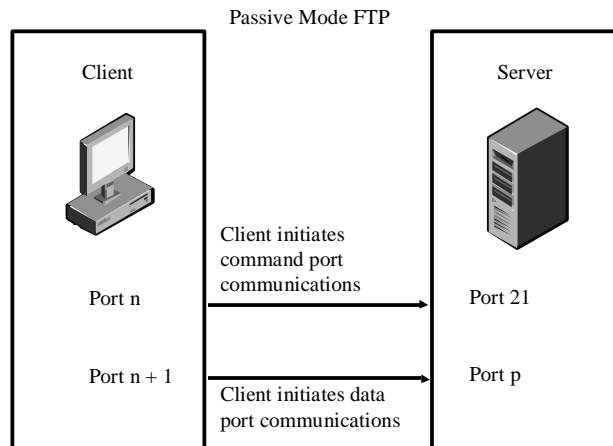 Passive Mode FTP
Client
Server
Client initiates
command port
communications
Port n
Port 21
Port n + 1
Port p
Client initiates data
port communications